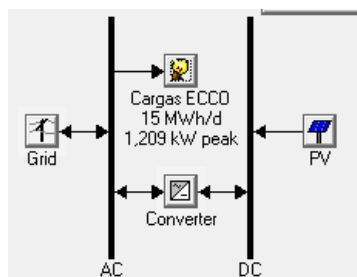 Cargas ECCO
15 MWh/d
1,209 kW peak
Grid
PV
Converter
AC
DC